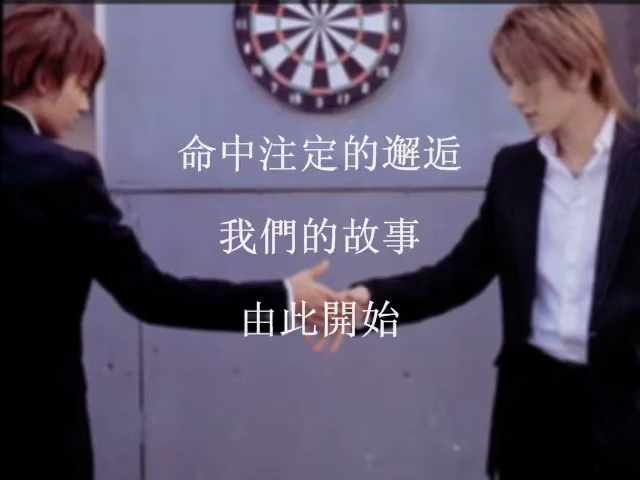 命中注定的邂逅
我們的故事
由此開始